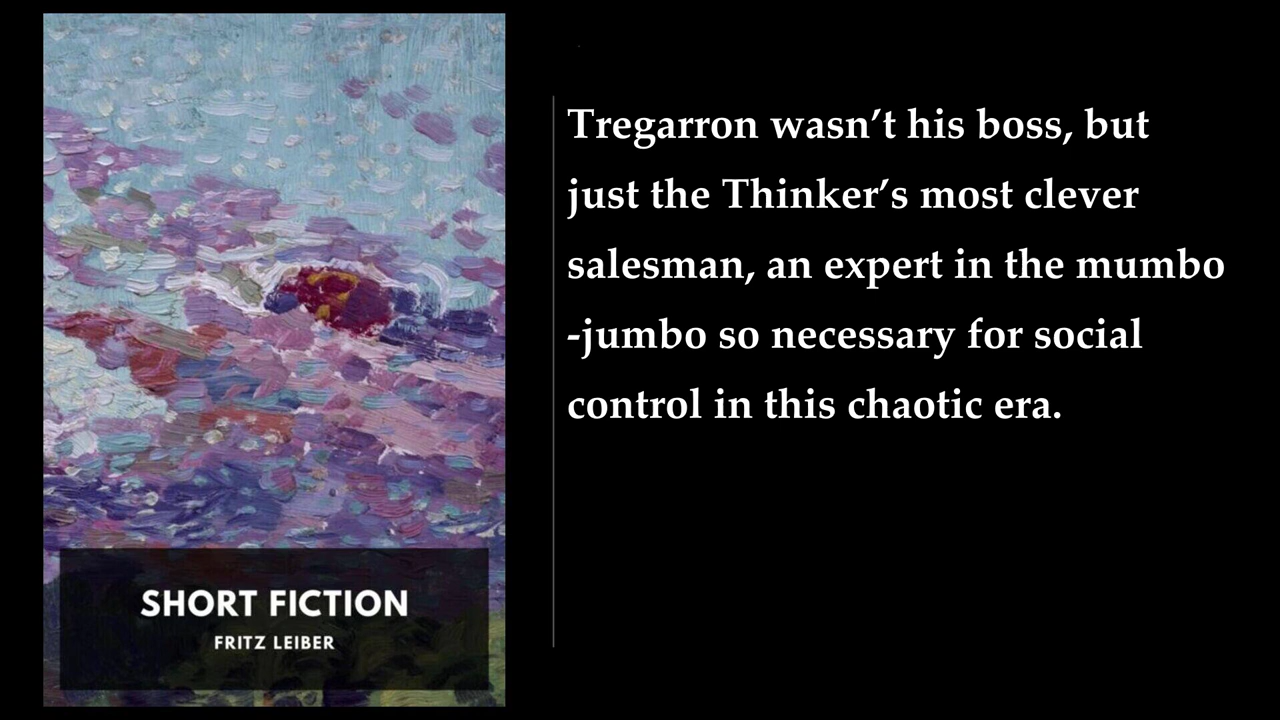 Tregarron wasn’t his boss, but
just the Thinker’s most clever
salesman, an expert in the mumbo
-jumbo so necessary for social
control in this chaotic era.
SHORT FICTION
FRITZ LEIBER